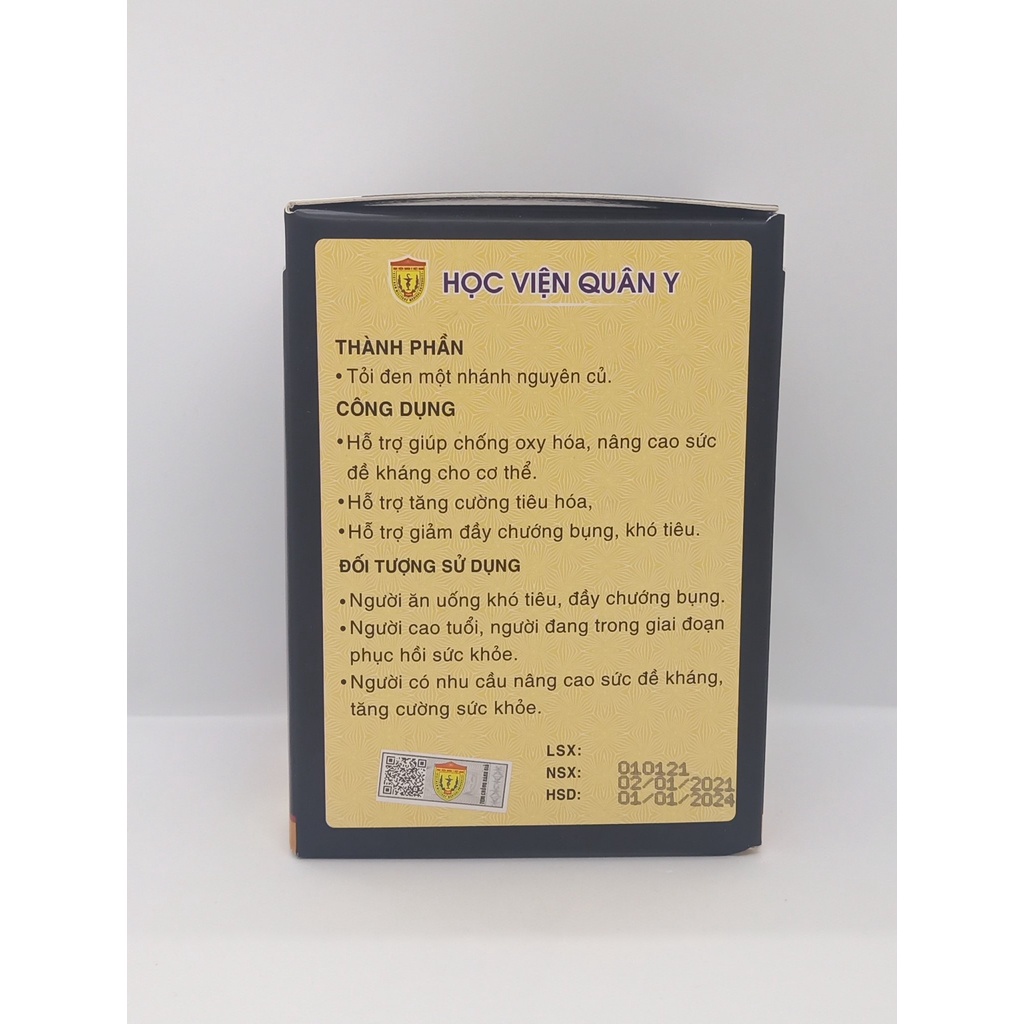 HỌC VIỆN QUÂN Y
THÀNH PHẦN
• Tỏi đen một nhánh nguyên củ.
CÔNG DỤNG
• Hỗ trợ giúp chống oxy hóa, nâng cao sức
đề kháng cho cơ thể.
• Hỗ trợ tăng cường tiêu hóa,
• Hỗ trợ giảm đầy chướng bụng, khó tiêu.
ĐỐI TƯỢNG SỬ DỤNG
• Người ăn uống khó tiêu, đầy chướng bụng.
• Người cao tuổi, người đang trong giai đoạn
phục hồi sức khỏe.
• Người có nhu cầu nâng cao sức đề kháng,
tăng cường sức khỏe.
LSX: 010121
NSX: 02/01/2021
HSD: 01/01/2024
TEM CHỐNG HÀNG GIẢ